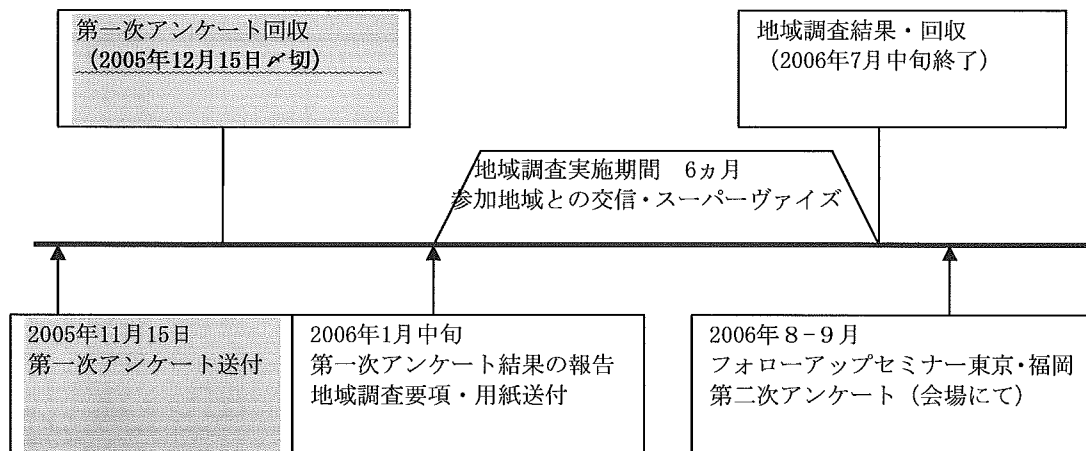 第一次アンケート回収
（2005年12月15日〆切）
地域調査結果・回収
（2006年7月中旬終了）
地域調査実施期間　6ヵ月
参加地域との交信・スーパーヴァイズ
2005年11月15日
第一次アンケート送付
2006年1月中旬
第一次アンケート結果の報告
地域調査要項・用紙送付
2006年８-９月
フォローアップセミナー東京・福岡
第二次アンケート（会場にて）